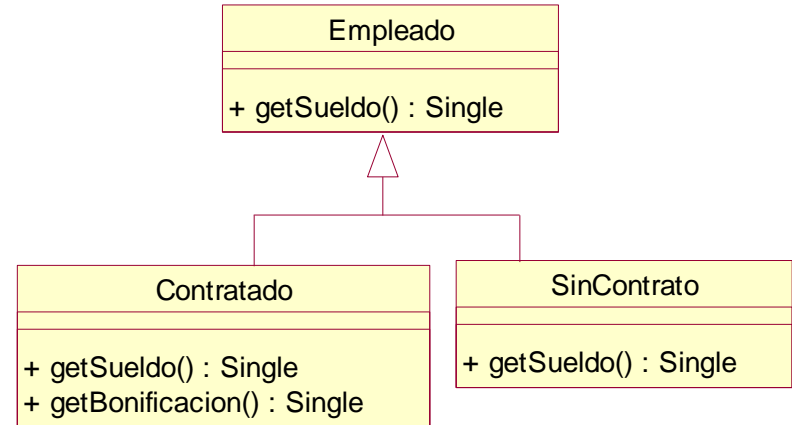 Empleado
+ getSueldo() : Single
Contratado
+ getSueldo() : Single
+ getBonificacion() : Single
SinContrato
+ getSueldo() : Single